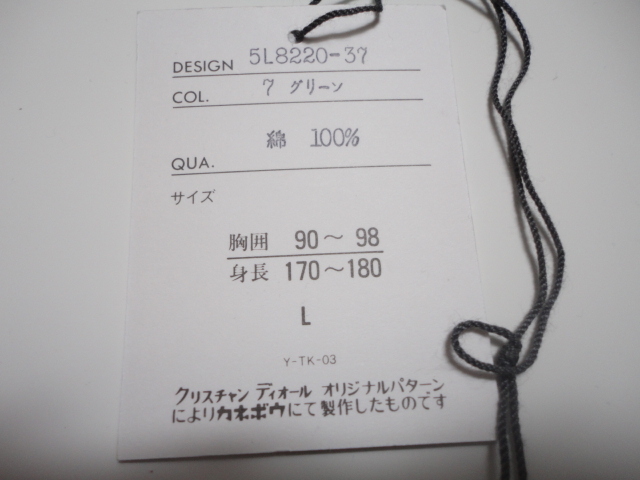 DESIGN 5L8220-37
COL. 7 グリーン
綿 100%
QUA.
サイズ
胸囲 90〜 98
身長 170〜180
L
Y-TK-03
クリスチャン ディオール オリジナルパターン
によりカネボウにて製作したものです